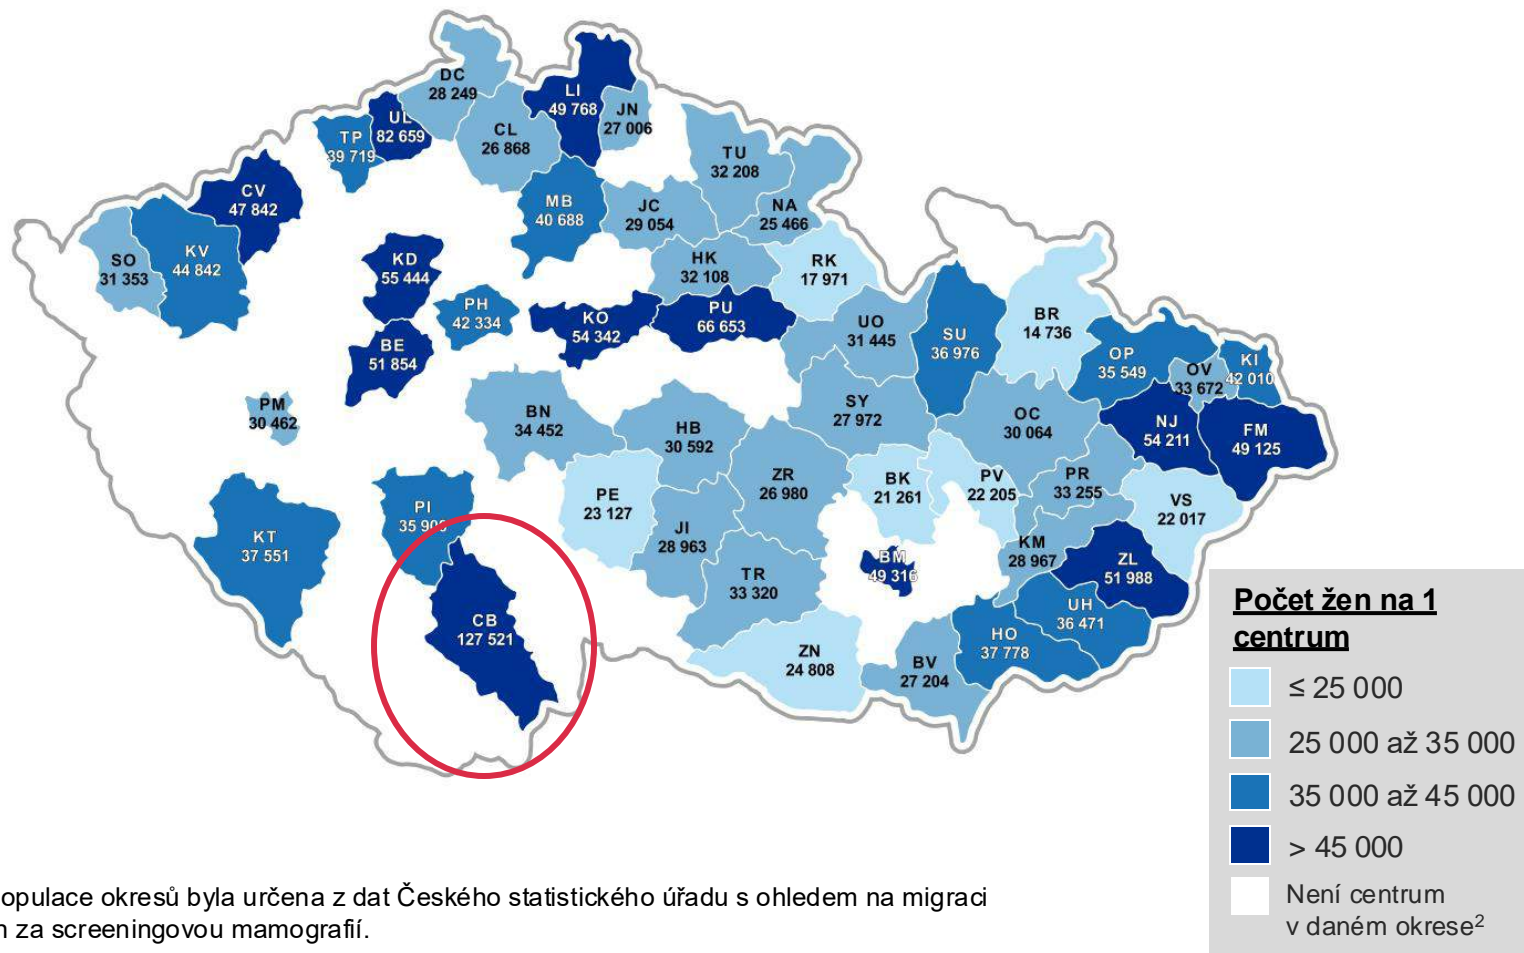 DC
28 249
LI
49 768
JN
27 006
UL
82 659
TP
39 719
CL
26 868
TU
32 208
CV
47 842
MB
40 688
JC
29 054
NA
25 466
SO
31 353
KV
44 842
KD
55 444
HK
32 108
RK
17 971
PH
42 334
KO
54 342
PU
66 653
UO
31 445
SU
36 976
BR
14 736
BE
51 854
OP
35 549
OV
33 672
KI
42 010
PM
30 462
BN
34 452
HB
30 592
SY
27 972
OC
30 064
NJ
54 211
FM
49 125
ZR
26 980
BK
21 261
PV
22 205
PR
33 255
VS
22 017
PE
23 127
PI
KT
37 551
JI
28 963
KM
28 967
BM
49 316
ZL
51 988
TR
33 320
CB
127 521
UH
36 471
HO
37 778
ZN
24 808
BV
27 204
Počet žen na 1
centrum
≤ 25 000
25 000 až 35 000
35 000 až 45 000
> 45 000
Není centrum
v daném okrese²
opulace okresů byla určena z dat Českého statistického úřadu s ohledem na migraci
za screeningovou mamografií.